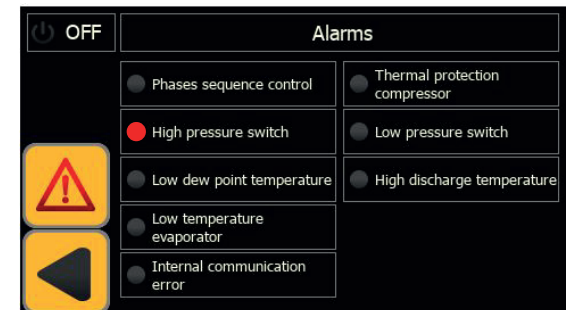 OFF
Alarms
Phases sequence control
Thermal protection
compressor
High pressure switch
Low pressure switch
Low dew point temperature
High discharge temperature
Low temperature
evaporator
Internal communication
error